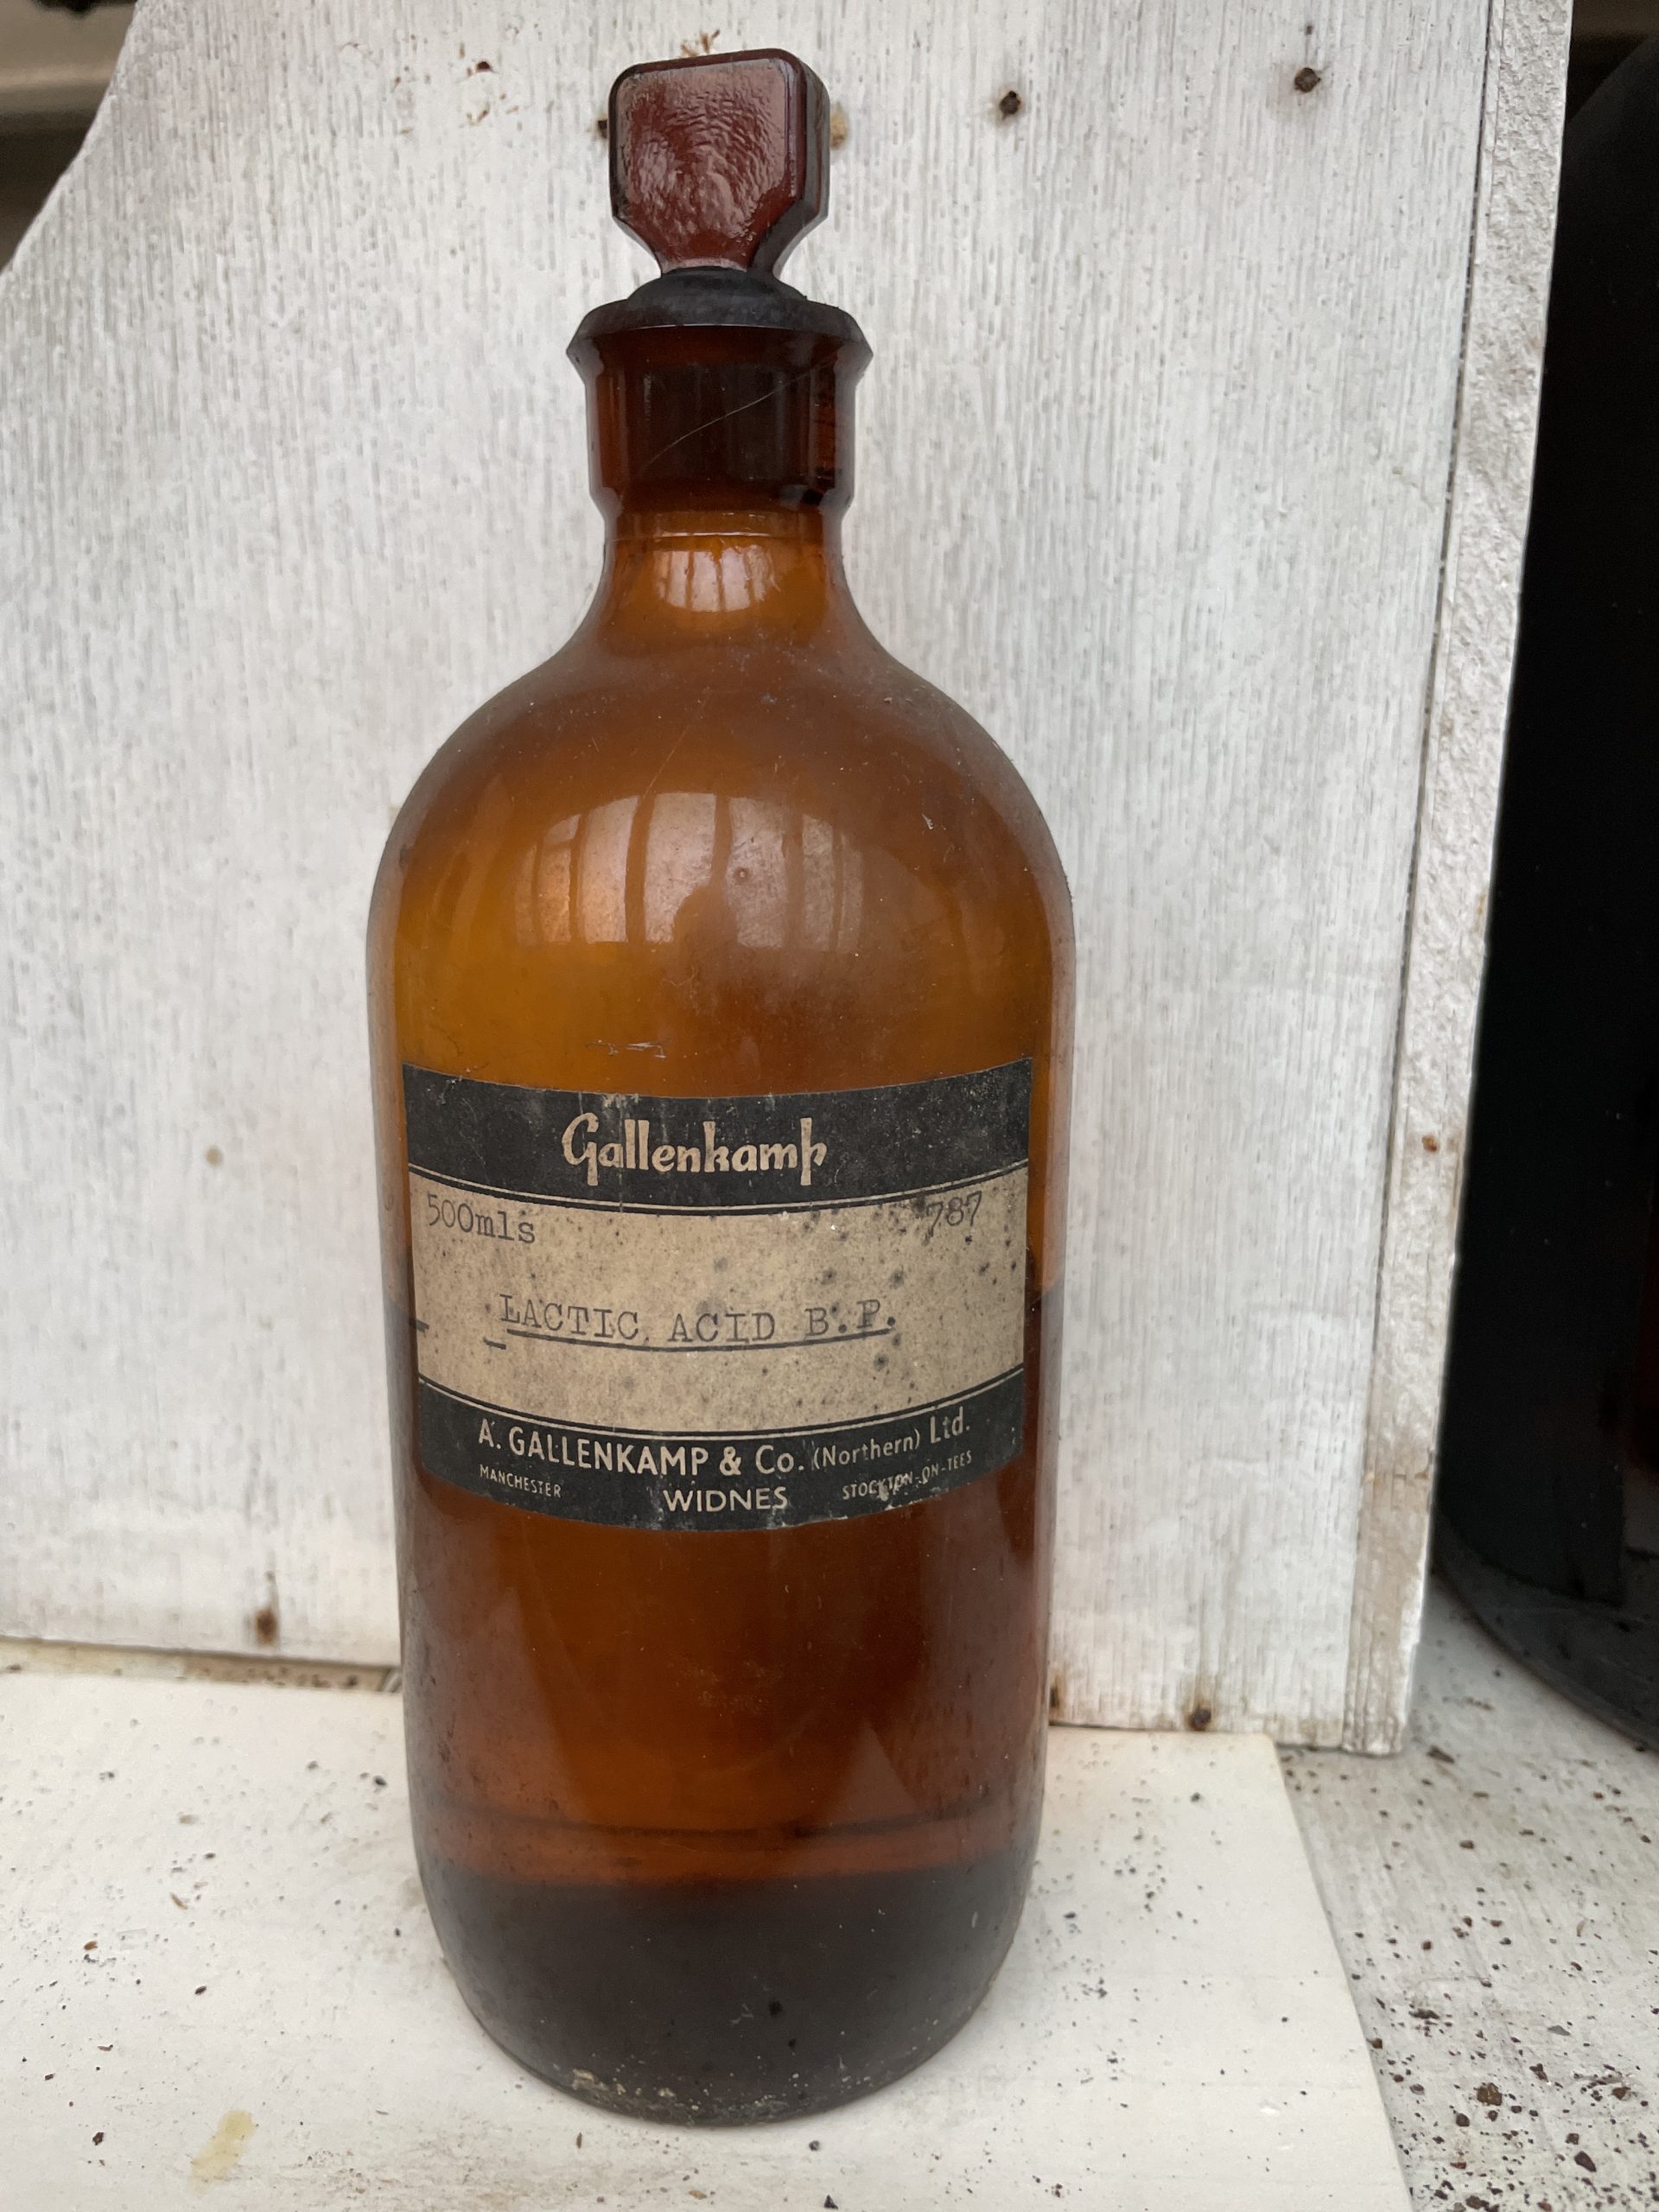 Gallenkamp
500mls 787
LACTIC ACID B.P.
A. GALLENKAMP & Co. (Northern) Ltd.
MANCHESTER WIDNES STOCKTON-ON-TEES